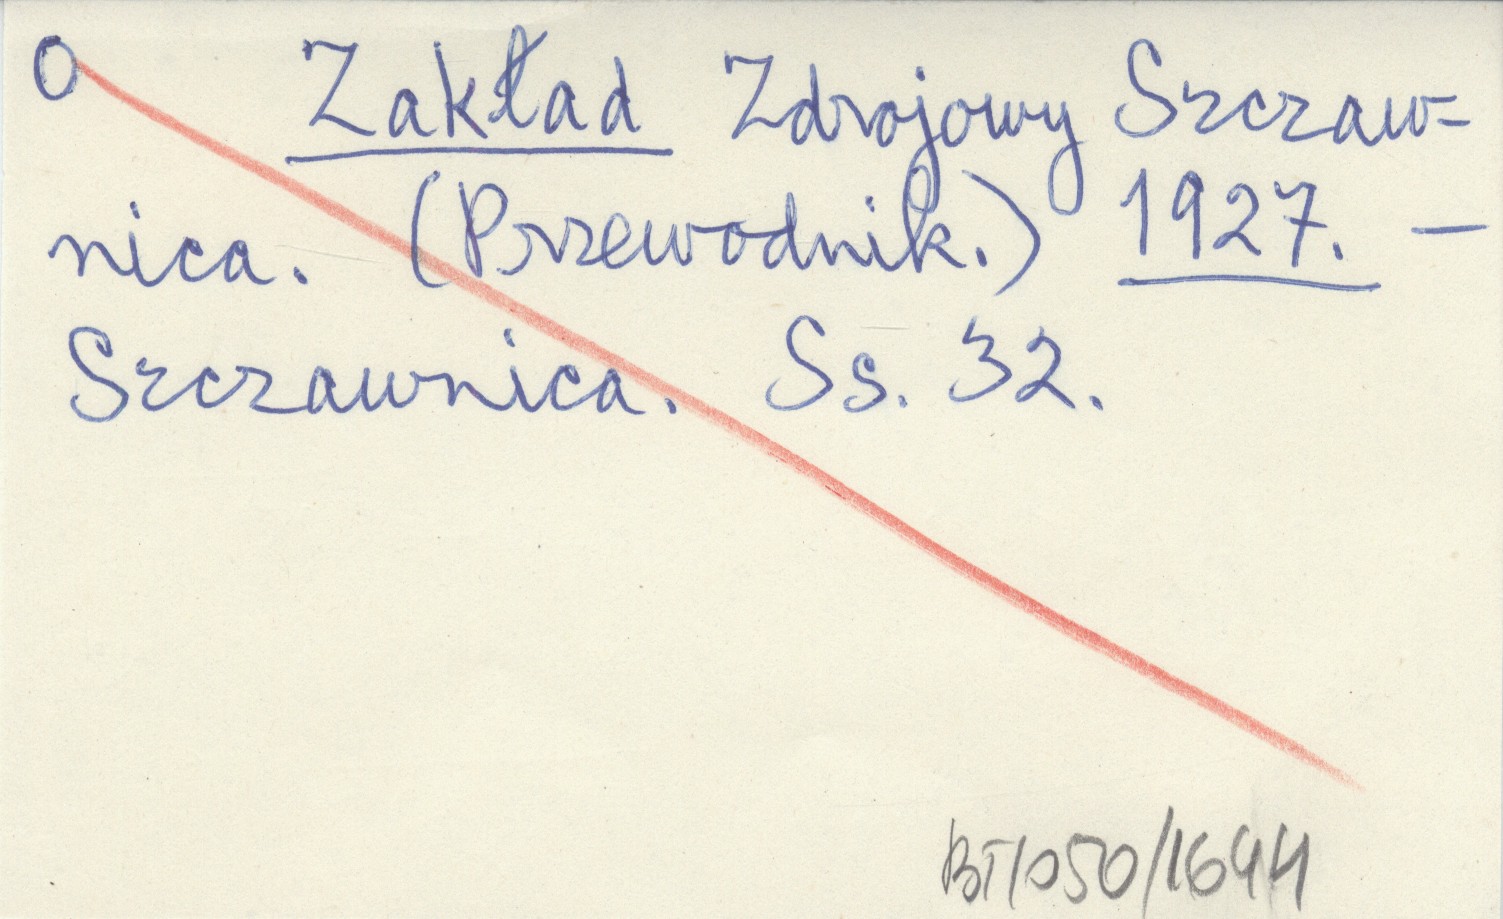 O Zakład Zdrojowy Szczaw=
nica. (Przewodnik.) 1927. —
Szczawnica. Ss. 32.
BT/050/1644